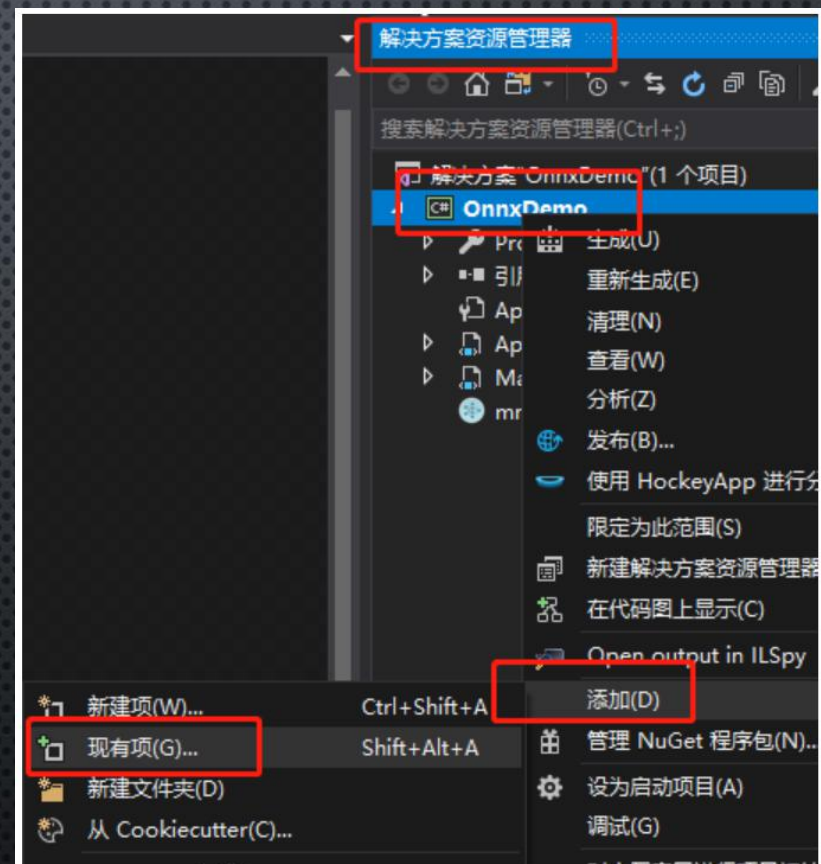 解决方案资源管理器
搜索解决方案资源管理器(Ctrl+;)
解决方案"OnnxDemo"(1 个项目)
C# OnnxDemo
生成(U)
重新生成(E)
清理(N)
查看(W)
分析(Z)
发布(B)...
使用 HockeyApp 进行分
限定为此范围(S)
新建解决方案资源管理器
在代码图上显示(C)
Open output in ILSpy
添加(D)
管理 NuGet 程序包(N)...
设为启动项目(A)
调试(G)
新建项(W)... Ctrl+Shift+A
现有项(G)... Shift+Alt+A
新建文件夹(D)
从 Cookiecutter(C)...